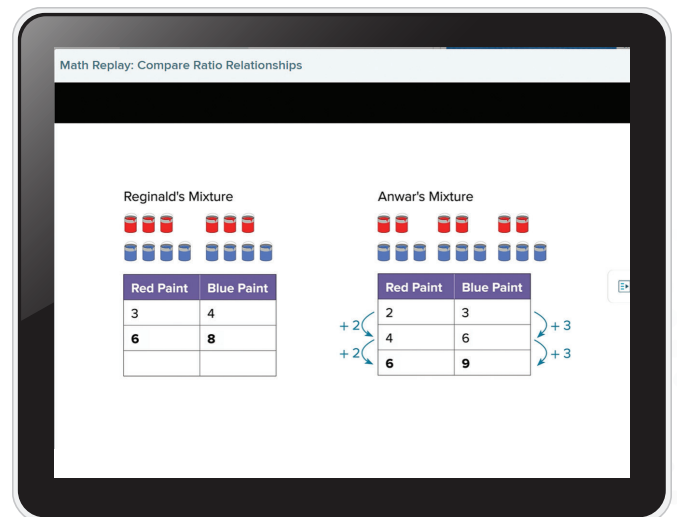 Math Replay: Compare Ratio Relationships
Reginald's Mixture
Red Paint Blue Paint
3 4
6 8
Anwar's Mixture
Red Paint Blue Paint
2 3
+ 2 + 3
4 6
+ 2 + 3
6 9